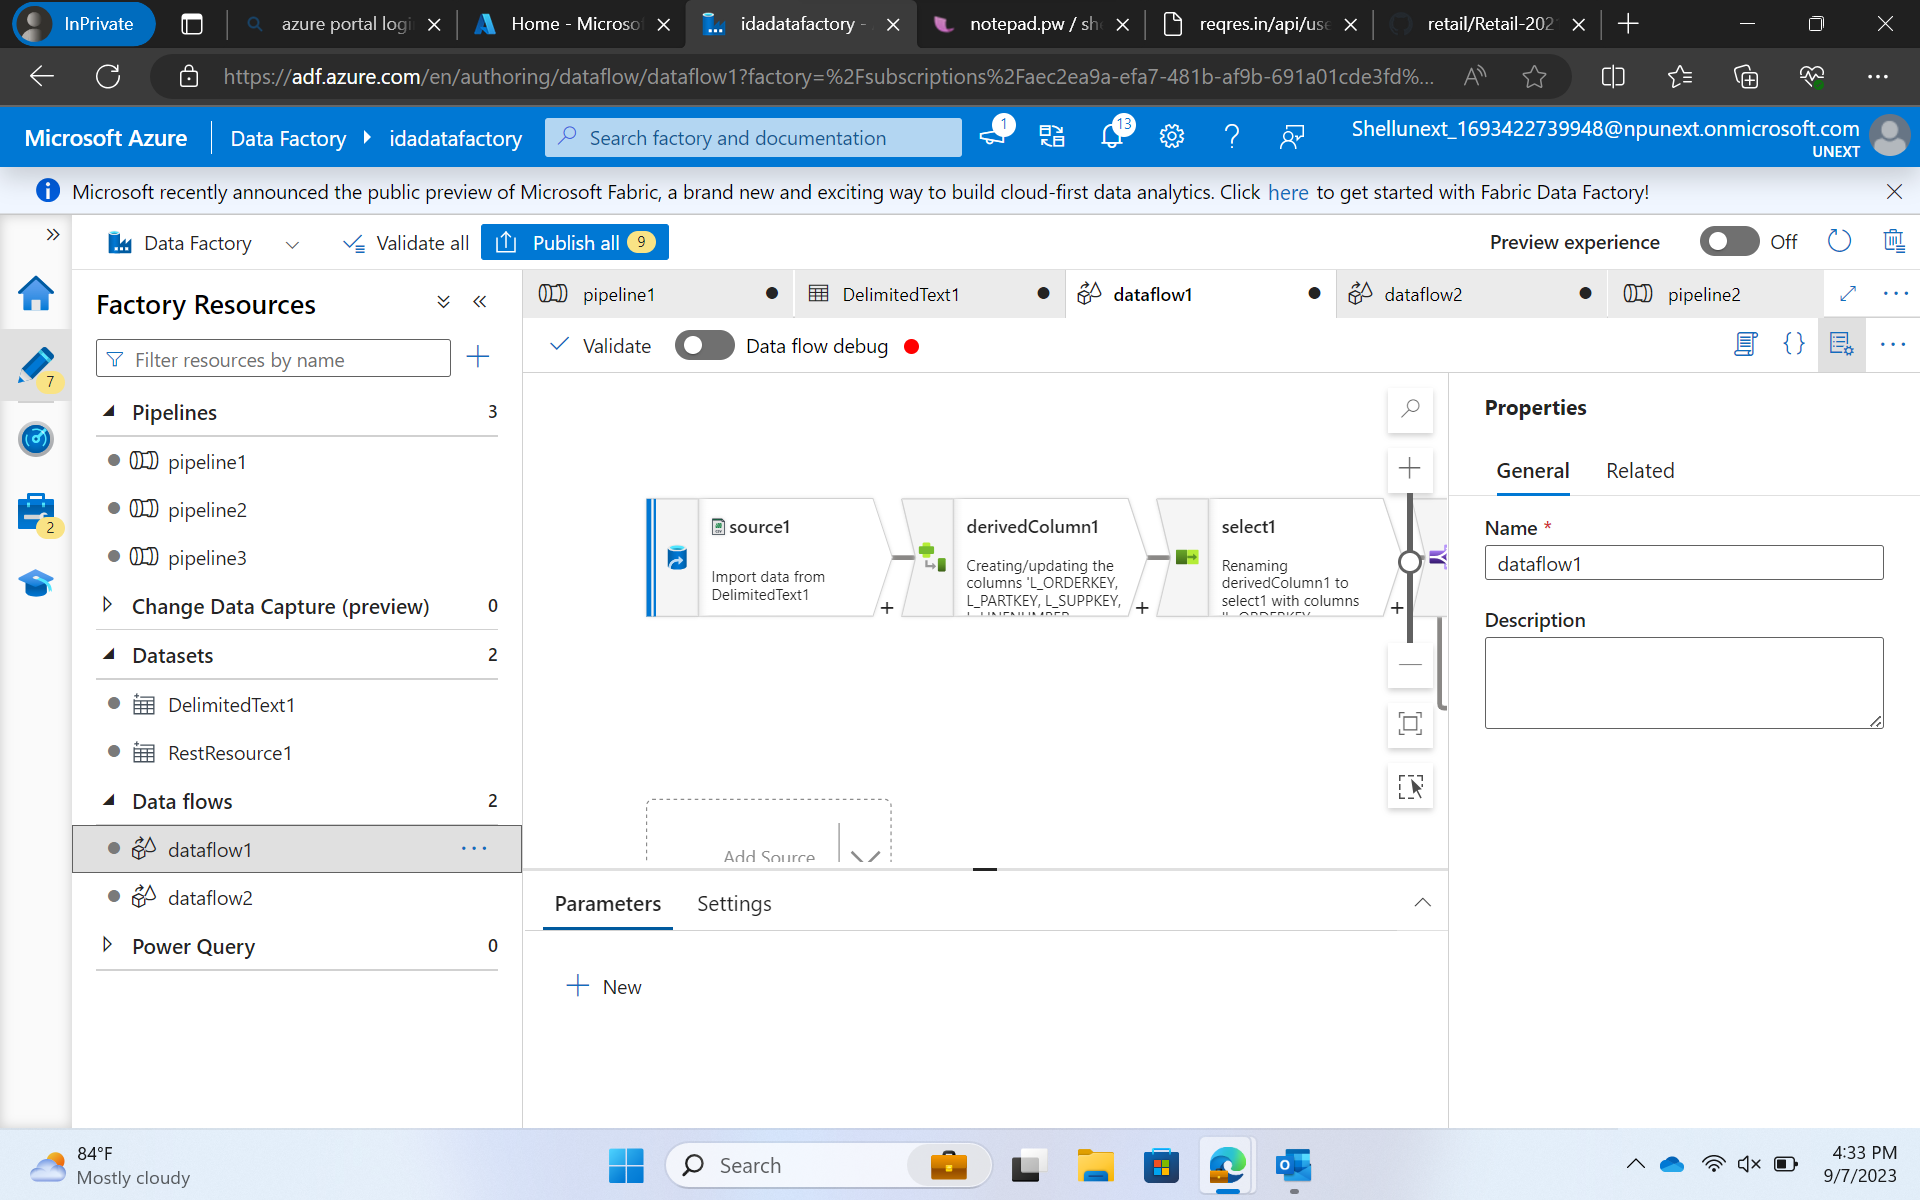 InPrivate
azure portal logi
Home - Microso
idadatafactory -
notepad.pw / sh
reqres.in/api/use
retail/Retail-202
https://adf.azure.com/en/authoring/dataflow/dataflow1?factory=%2Fsubscriptions%2Faec2ea9a-efa7-481b-af9b-691a01cde3fd%...
Microsoft Azure
Data Factory
idadatafactory
Search factory and documentation
1
13
Shellunext_1693422739948@npunext.onmicrosoft.com
UNEXT
Microsoft recently announced the public preview of Microsoft Fabric, a brand new and exciting way to build cloud-first data analytics. Click here to get started with Fabric Data Factory!
Data Factory
Validate all
Publish all 9
Preview experience
Off
Factory Resources
pipeline1
DelimitedText1
dataflow1
dataflow2
pipeline2
Filter resources by name
Validate
Data flow debug
7
2
Pipelines 3
pipeline1
pipeline2
pipeline3
Change Data Capture (preview) 0
Datasets 2
DelimitedText1
RestResource1
Data flows 2
dataflow1
dataflow2
Power Query 0
source1
Import data from
DelimitedText1
derivedColumn1
Creating/updating the
columns 'L_ORDERKEY,
L_PARTKEY, L_SUPPKEY,
select1
Renaming
derivedColumn1 to
select1 with columns
Add Source
Parameters
Settings
New
Properties
General
Related
Name *
dataflow1
Description
84°F
Mostly cloudy
Search
4:33 PM
9/7/2023